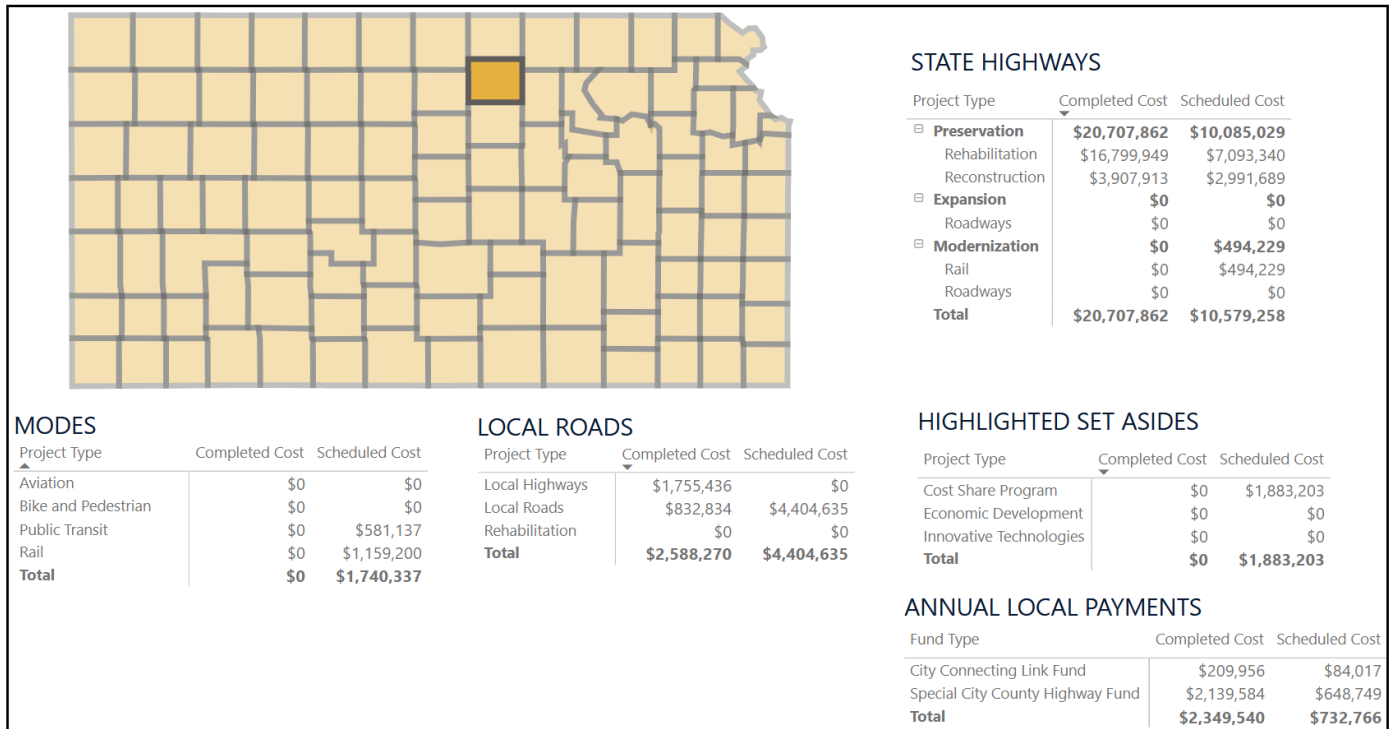 STATE HIGHWAYS
Project Type Completed Cost Scheduled Cost
Preservation $20,707,862 $10,085,029
Rehabilitation $16,799,949 $7,093,340
Reconstruction $3,907,913 $2,991,689
Expansion $0 $0
Roadways $0 $0
Modernization $0 $494,229
Rail $0 $494,229
Roadways $0 $0
Total $20,707,862 $10,579,258
MODES
Project Type Completed Cost Scheduled Cost
Aviation $0 $0
Bike and Pedestrian $0 $0
Public Transit $0 $581,137
Rail $0 $1,159,200
Total $0 $1,740,337
LOCAL ROADS
Project Type Completed Cost Scheduled Cost
Local Highways $1,755,436 $0
Local Roads $832,834 $4,404,635
Rehabilitation $0 $0
Total $2,588,270 $4,404,635
HIGHLIGHTED SET ASIDES
Project Type Completed Cost Scheduled Cost
Cost Share Program $0 $1,883,203
Economic Development $0 $0
Innovative Technologies $0 $0
Total $0 $1,883,203
ANNUAL LOCAL PAYMENTS
Fund Type Completed Cost Scheduled Cost
City Connecting Link Fund $209,956 $84,017
Special City County Highway Fund $2,139,584 $648,749
Total $2,349,540 $732,766